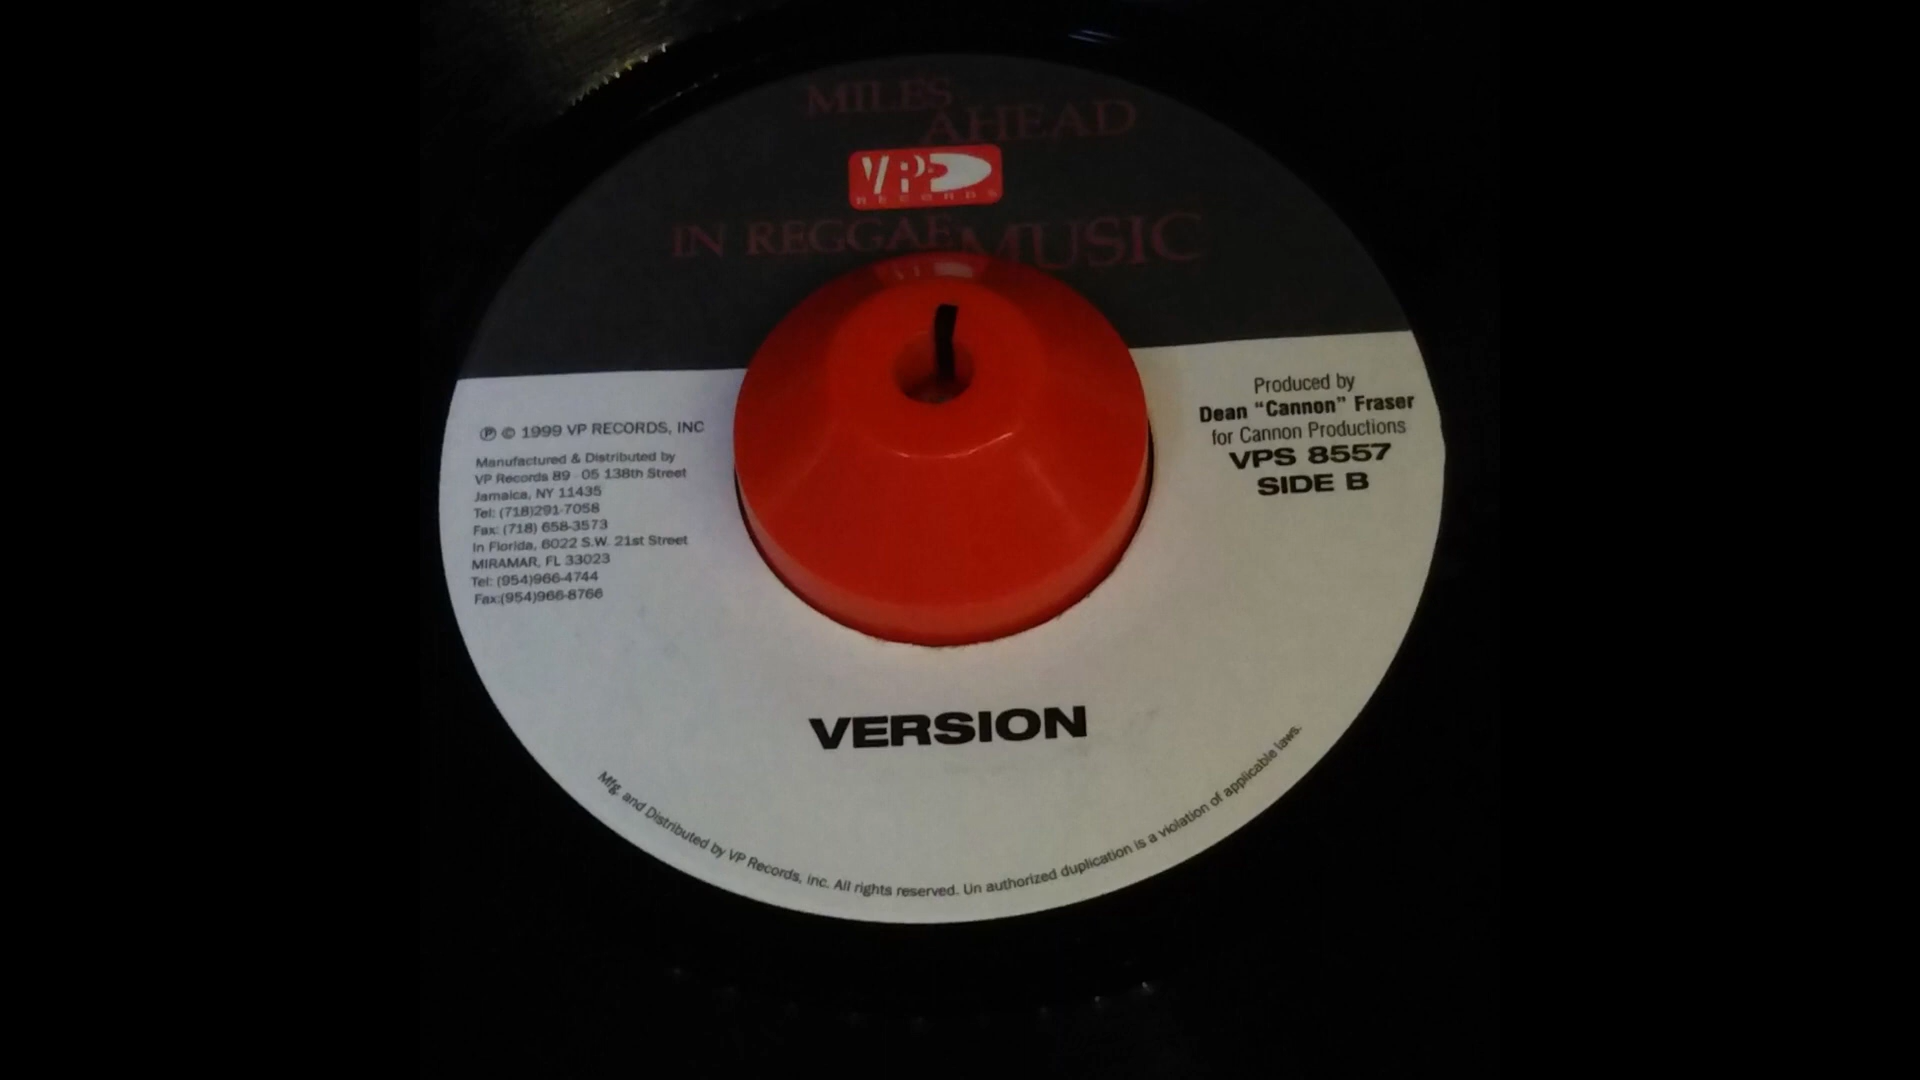 MILES
AHEAD
VP
RECORDS
IN REGGAE MUSIC
℗ © 1999 VP RECORDS, INC
Manufactured & Distributed by
VP Records 89 - 05 138th Street
Jamaica, NY 11435
Tel: (718)291-7058
Fax: (718) 658-3573
In Florida, 6022 S.W. 21st Street
MIRAMAR, FL 33023
Tel: (954)966-4744
Fax:(954)966-8766
Produced by
Dean "Cannon" Fraser
for Cannon Productions
VPS 8557
SIDE B
VERSION
Mfg. and Distributed by VP Records, Inc. All rights reserved. Un authorized duplication is a violation of applicable laws.